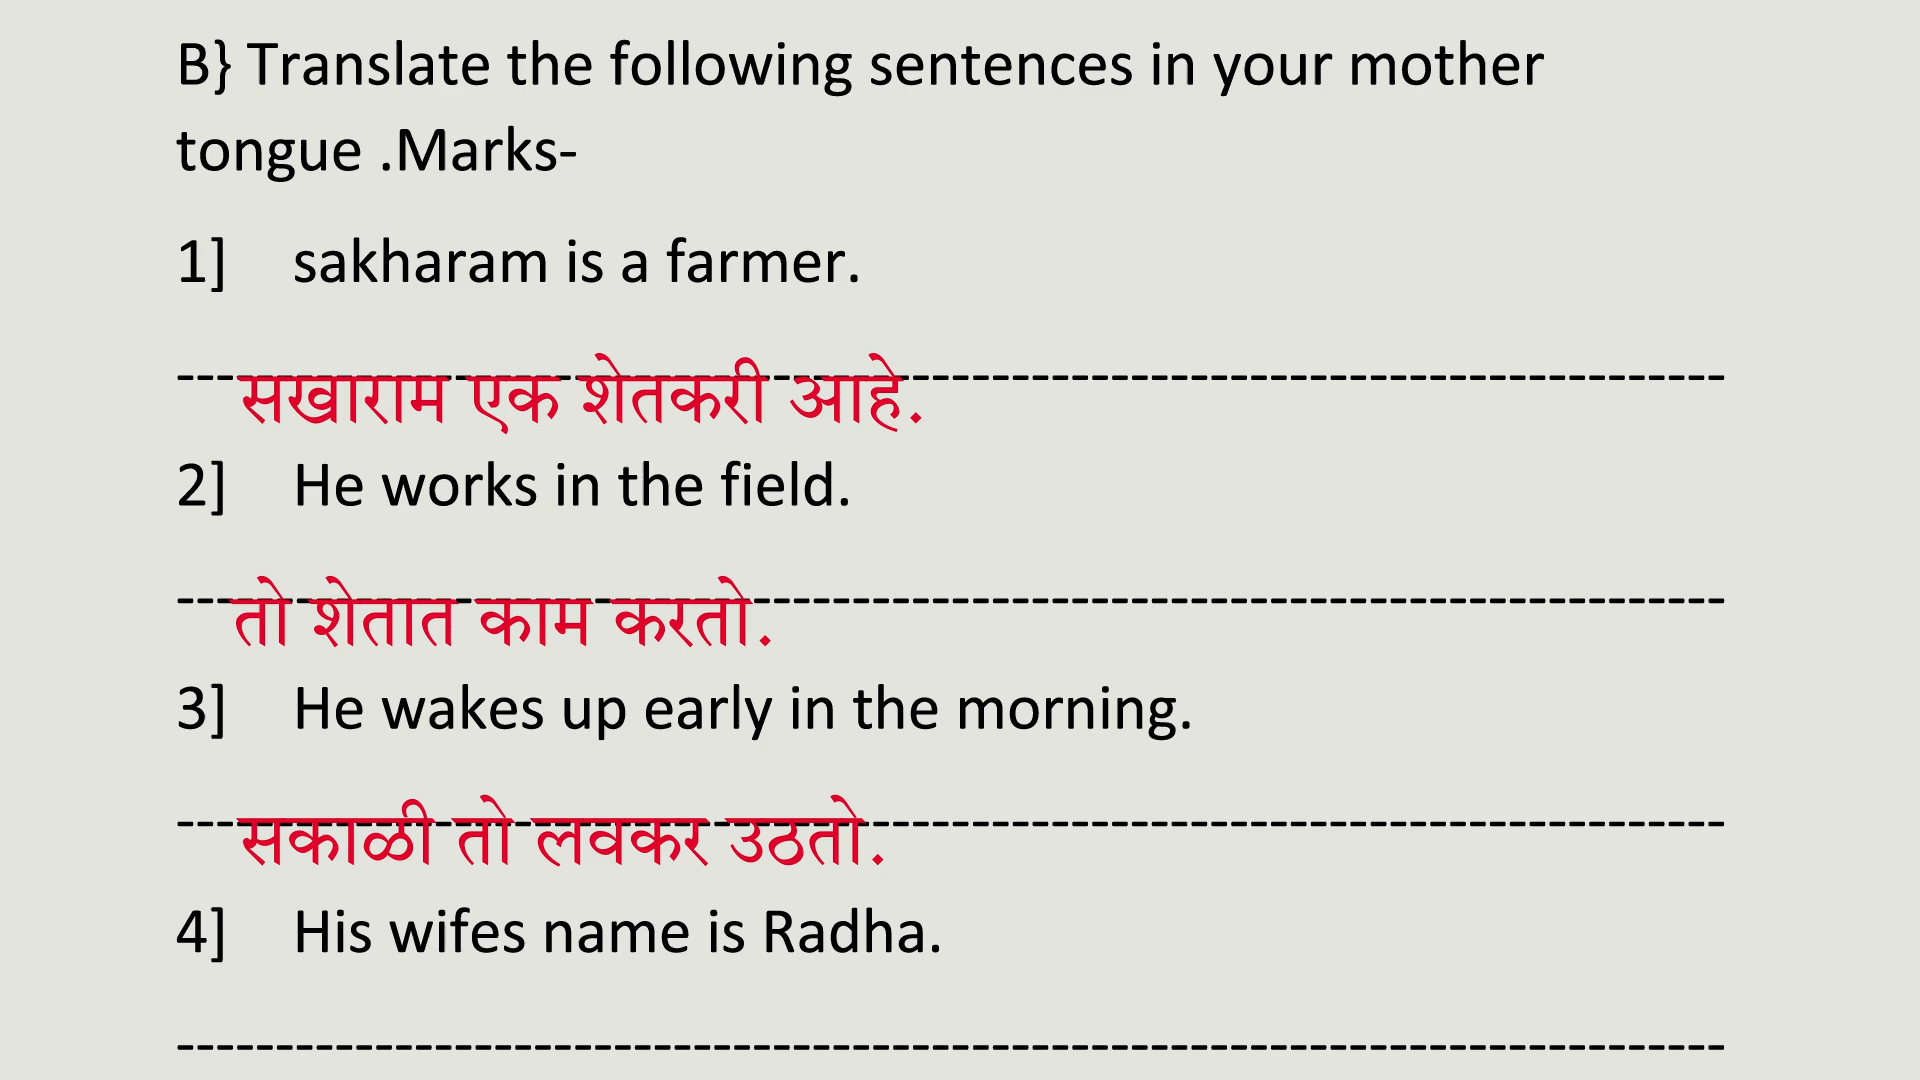 B} Translate the following sentences in your mother
tongue .Marks-
1] sakharam is a farmer.
------------------------------------------------------------------------------
सखाराम एक शेतकरी आहे.
2] He works in the field.
------------------------------------------------------------------------------
तो शेतात काम करतो.
3] He wakes up early in the morning.
------------------------------------------------------------------------------
सकाळी तो लवकर उठतो.
4] His wifes name is Radha.
------------------------------------------------------------------------------